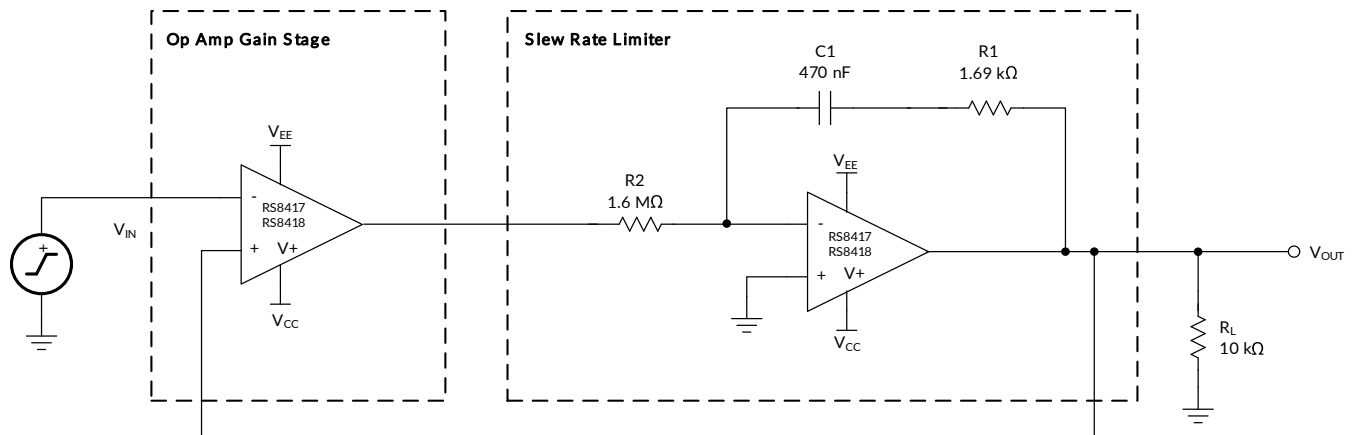 Op Amp Gain Stage
Slew Rate Limiter
C1
470 nF
R1
1.69 kΩ
VEE
-
RS8417
RS8418
+ V+
VCC
VIN
+
R2
1.6 MΩ
VEE
-
RS8417
RS8418
+ V+
VCC
VOUT
RL
10 kΩ